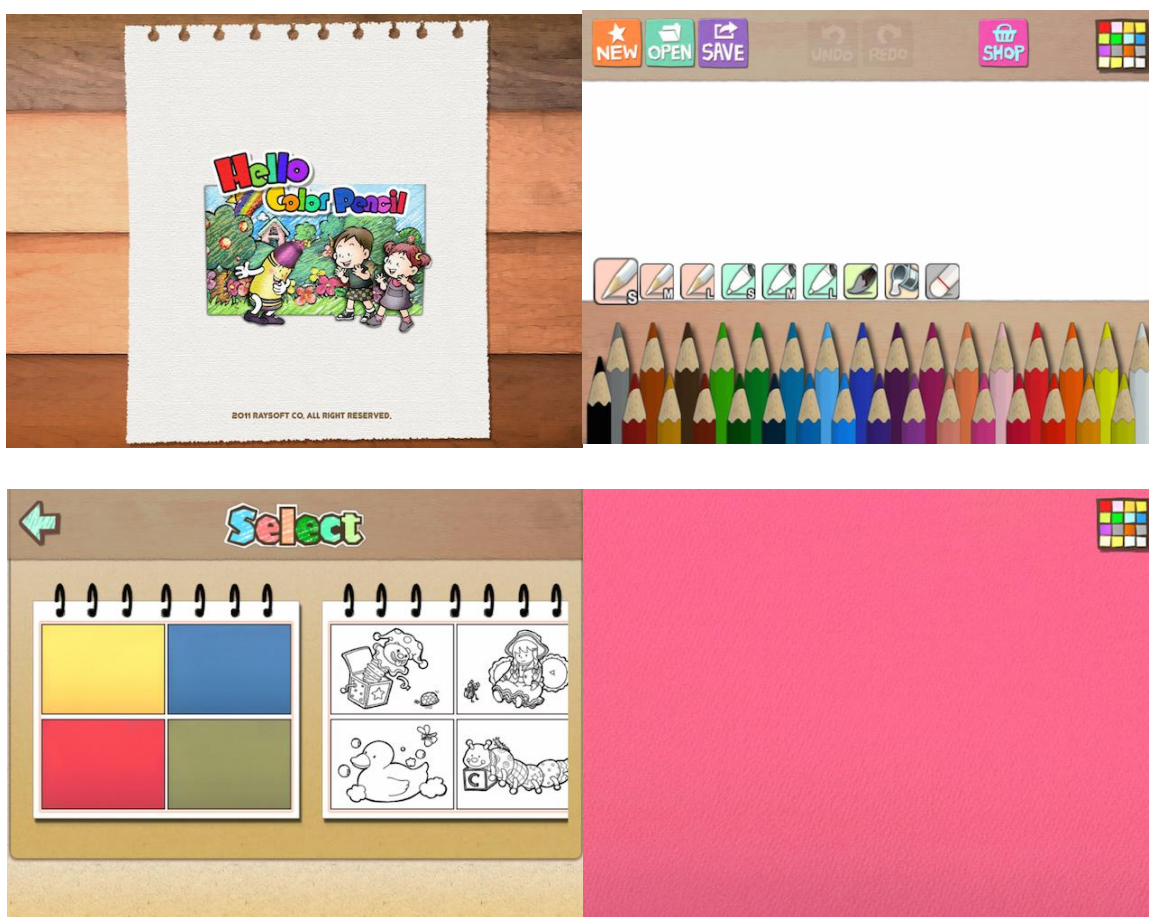 Hello
Color Pencil
2011 RAYSOFT CO, ALL RIGHT RESERVED.
NEW OPEN SAVE UNDO REDO SHOP
S M L S M L
Select
C